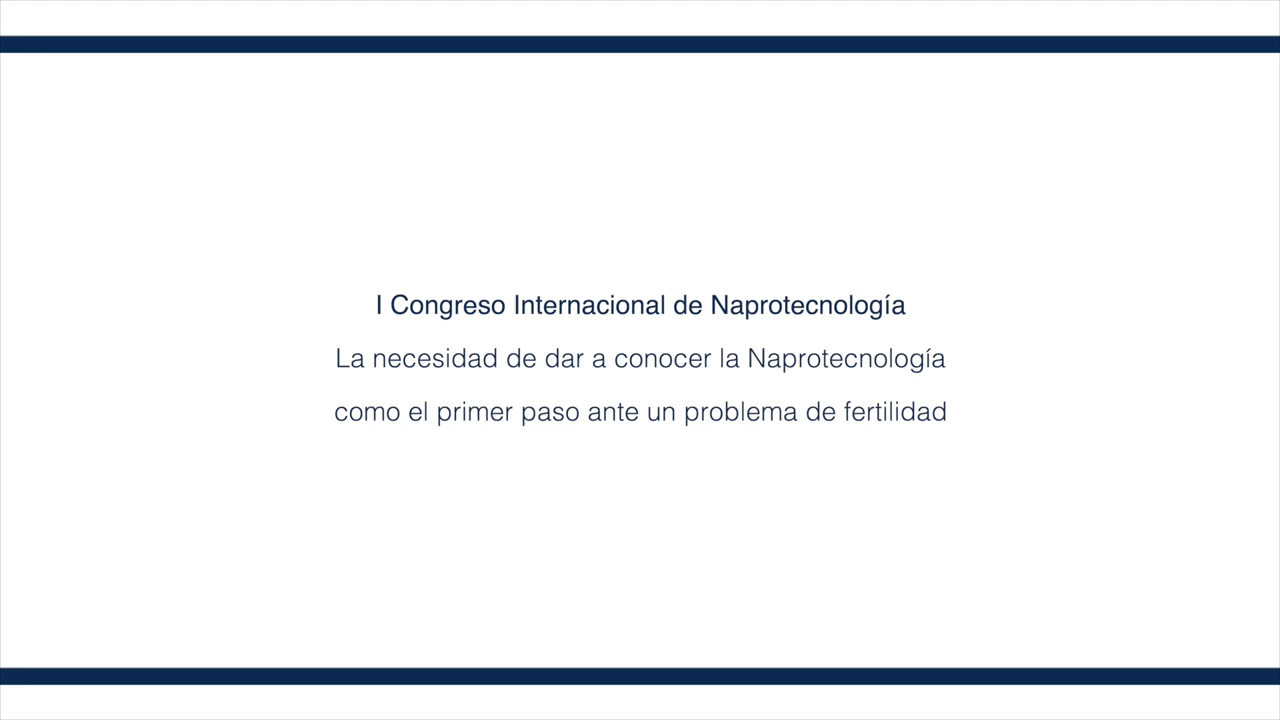 I Congreso Internacional de Naprotecnología
La necesidad de dar a conocer la Naprotecnología
como el primer paso ante un problema de fertilidad